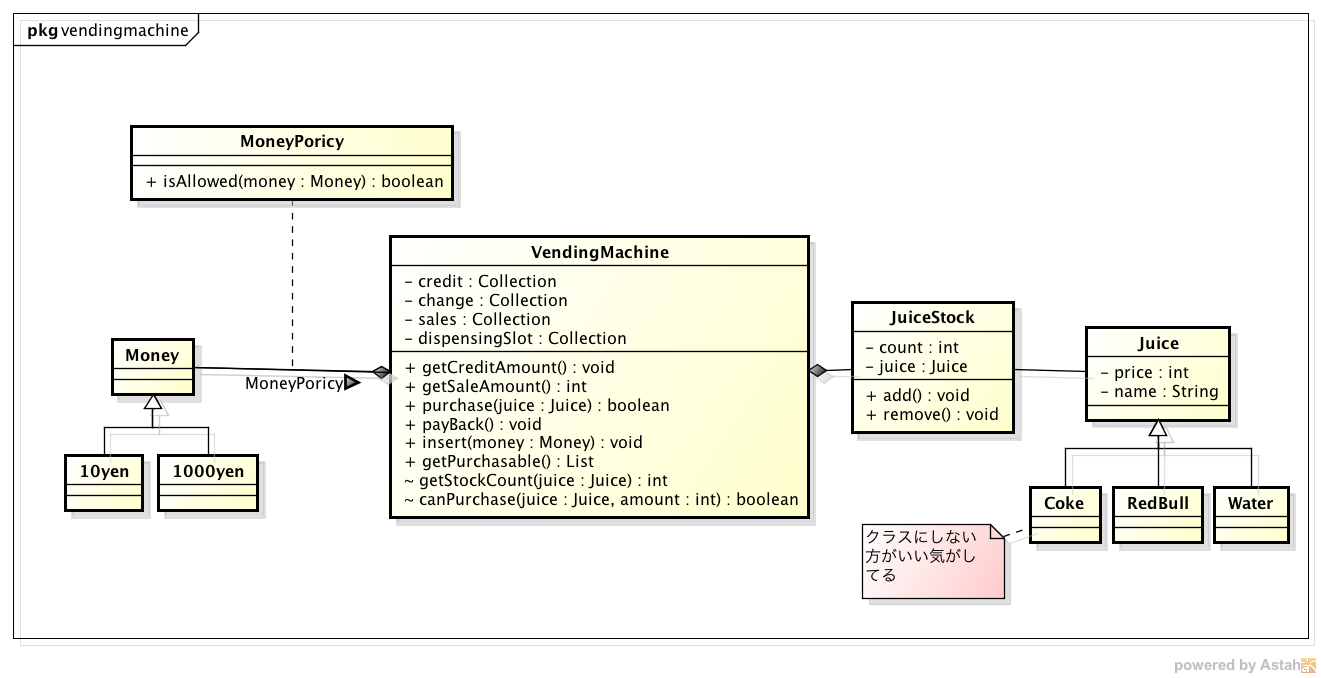 pkg vendingmachine
MoneyPoricy
+ isAllowed(money : Money) : boolean
VendingMachine
- credit : Collection
- change : Collection
- sales : Collection
- dispensingSlot : Collection
+ getCreditAmount() : void
+ getSaleAmount() : int
+ purchase(juice : Juice) : boolean
+ payBack() : void
+ insert(money : Money) : void
+ getPurchasable() : List
~ getStockCount(juice : Juice) : int
~ canPurchase(juice : Juice, amount : int) : boolean
Money
MoneyPoricy
10yen
1000yen
JuiceStock
- count : int
- juice : Juice
+ add() : void
+ remove() : void
Juice
- price : int
- name : String
Coke
RedBull
Water
クラスにしない
方がいい気がし
てる
powered by Astah